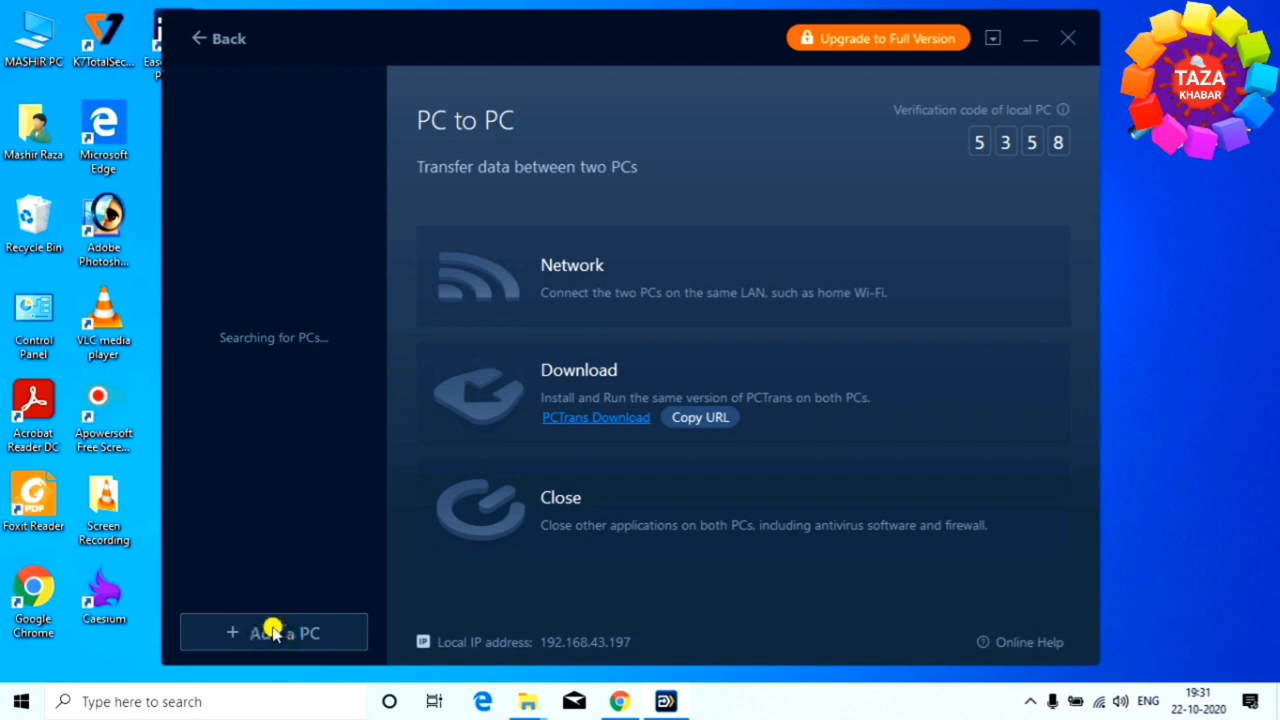 MASHIR PC
K7TotalSec...
Mashir Raza
Microsoft
Edge
Recycle Bin
Adobe
Photosh...
Control
Panel
VLC media
player
Acrobat
Reader DC
Apowersoft
Free Scre...
Foxit Reader
Screen
Recording
Google
Chrome
Caesium
Back
Upgrade to Full Version
PC to PC
Transfer data between two PCs
Verification code of local PC
5 3 5 8
Searching for PCs...
Network
Connect the two PCs on the same LAN, such as home Wi-Fi.
Download
Install and Run the same version of PCTrans on both PCs.
PCTrans Download Copy URL
Close
Close other applications on both PCs, including antivirus software and firewall.
+ Add a PC
IP Local IP address: 192.168.43.197
Online Help
TAZA
KHABAR
Type here to search
ENG
19:31
22-10-2020